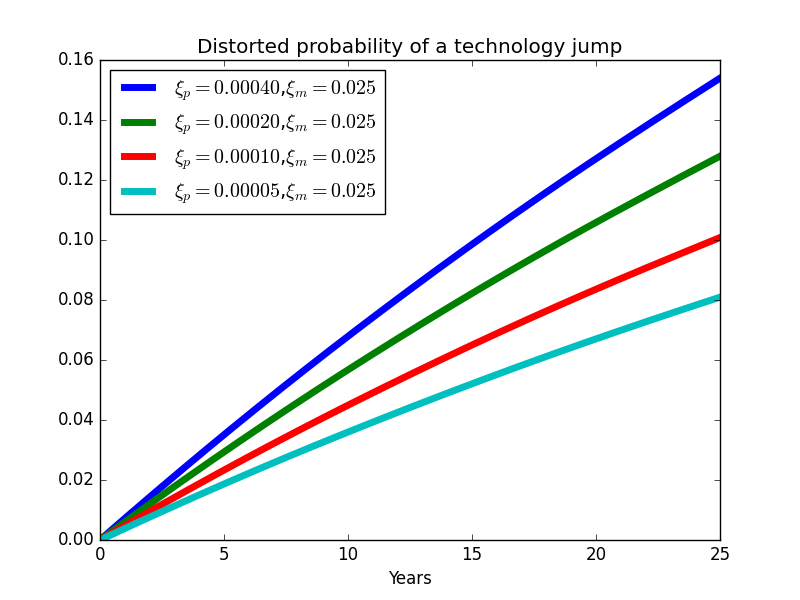 Distorted probability of a technology jump
0.16
0.14
0.12
0.10
0.08
0.06
0.04
0.02
0.00
ξp = 0.00040,ξm = 0.025
ξp = 0.00020,ξm = 0.025
ξp = 0.00010,ξm = 0.025
ξp = 0.00005,ξm = 0.025
0 5 10 15 20 25
Years